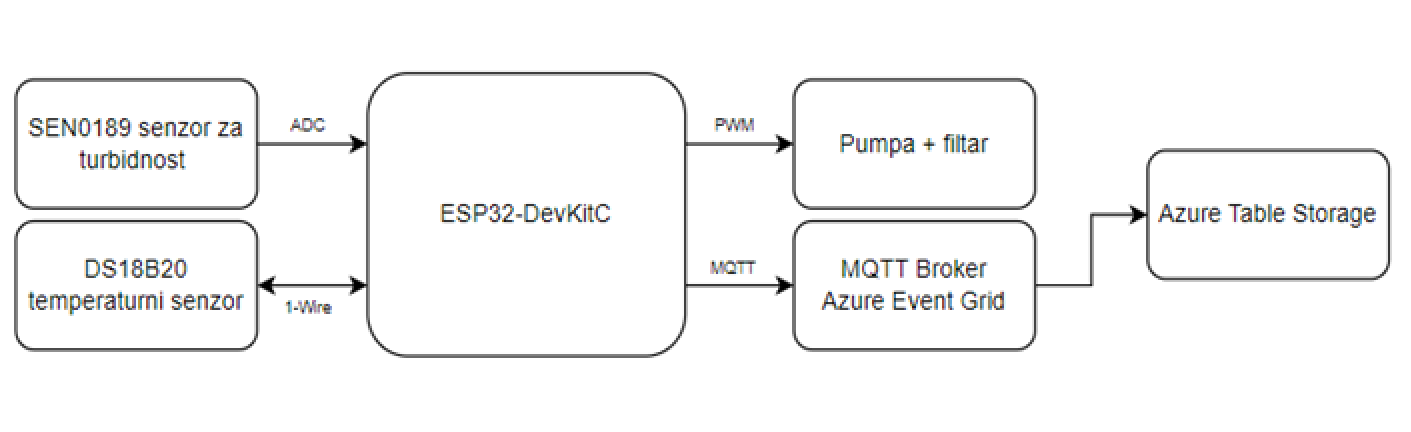 SEN0189 senzor za
turbidnost
ADC
DS18B20
temperaturni senzor
1-Wire
ESP32-DevKitC
PWM
Pumpa + filtar
MQTT
MQTT Broker
Azure Event Grid
Azure Table Storage